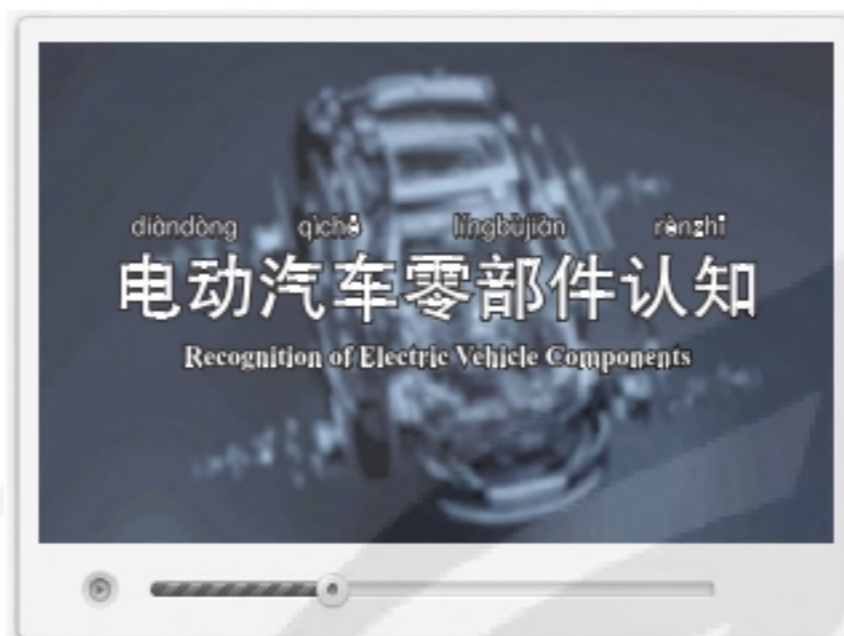 diàndòng qìchē língbùjiàn rènzhī
电动汽车零部件认知
Recognition of Electric Vehicle Components